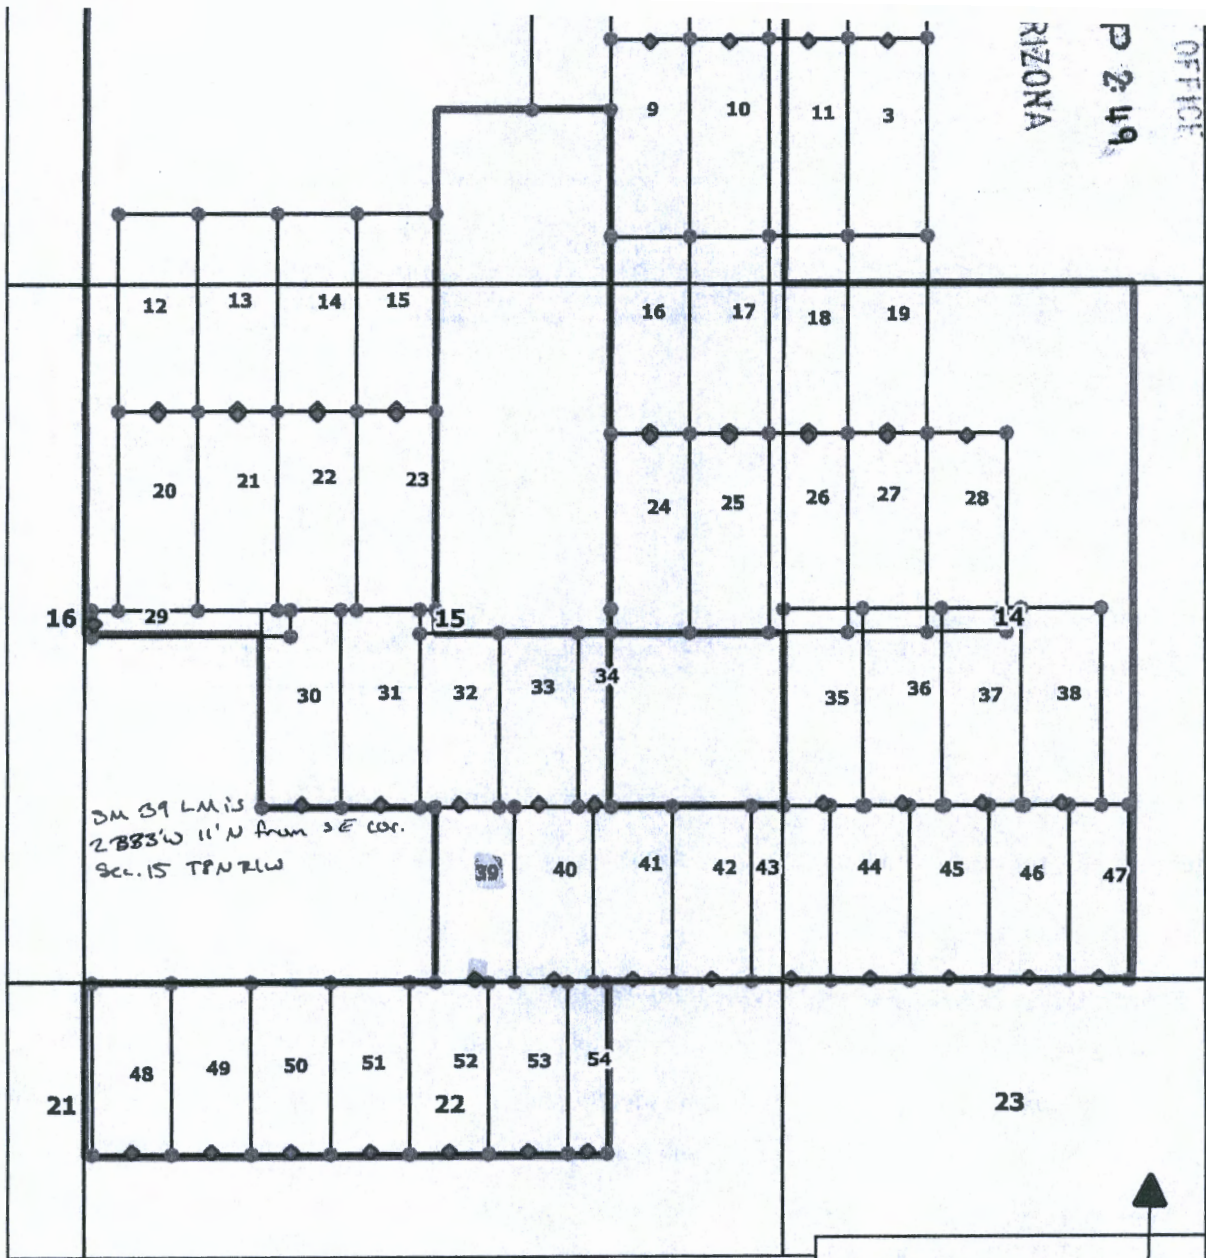 OFFICE
P 2:49
RIZONA
9 10 11 3
12 13 14 15
16 17 18 19
20 21 22 23
24 25 26 27 28
16 29 15 14
30 31 32 33 34
35 36 37 38
3M 39 LM is
2883'W 11'N from SE cor.
Sec. 15 T8N R1W
39 40 41 42 43 44 45 46 47
48 49 50 51 52 53 54
21 22 23